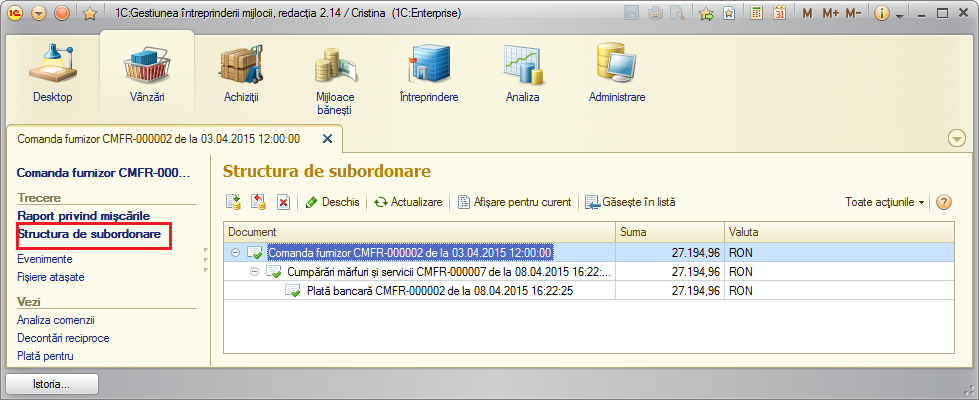 1C:Gestiunea întreprinderii mijlocii, redacția 2.14 / Cristina (1C:Enterprise)
31 M M+ M-
Desktop Vânzări Achiziții Mijloace bănești Întreprindere Analiza Administrare
Comanda furnizor CMFR-000002 de la 03.04.2015 12:00:00
Comanda furnizor CMFR-000...
Trecere
Raport privind mișcările
Structura de subordonare
Evenimente
Fișiere atașate
Vezi
Analiza comenzii
Decontări reciproce
Plată pentru
Structura de subordonare
Deschis Actualizare Afișare pentru curent Găsește în listă Toate acțiunile
Document Suma Valuta
Comanda furnizor CMFR-000002 de la 03.04.2015 12:00:00 27.194,96 RON
Cumpărări mărfuri și servicii CMFR-000007 de la 08.04.2015 16:22:... 27.194,96 RON
Plată bancară CMFR-000002 de la 08.04.2015 16:22:25 27.194,96 RON
Istoria...